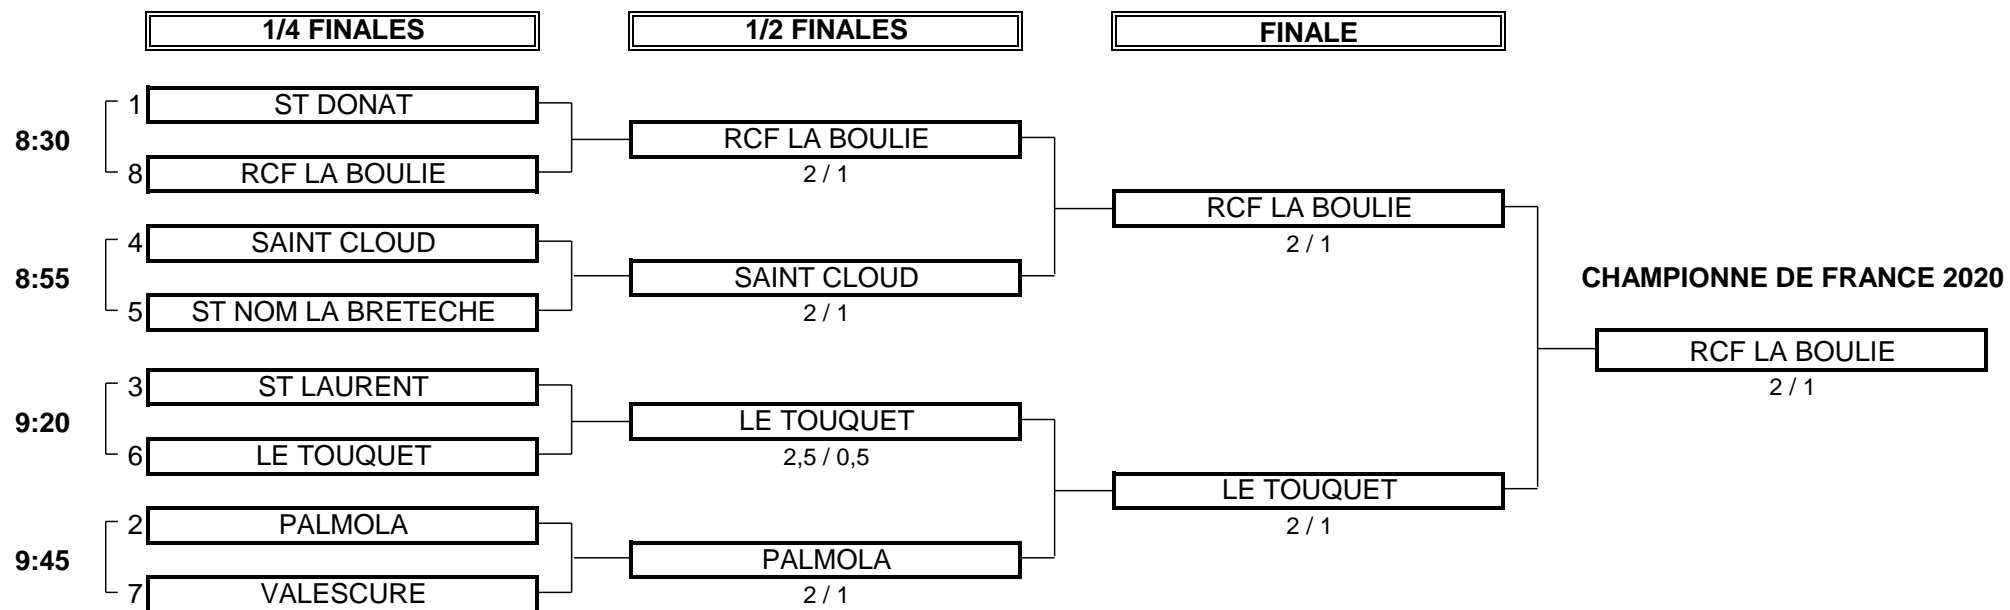 1/4 FINALES
1/2 FINALES
FINALE
8:30
1 ST DONAT
8 RCF LA BOULIE
RCF LA BOULIE
2 / 1
8:55
4 SAINT CLOUD
5 ST NOM LA BRETECHE
SAINT CLOUD
2 / 1
RCF LA BOULIE
2 / 1
9:20
3 ST LAURENT
6 LE TOUQUET
LE TOUQUET
2,5 / 0,5
9:45
2 PALMOLA
7 VALESCURE
PALMOLA
2 / 1
LE TOUQUET
2 / 1
CHAMPIONNE DE FRANCE 2020
RCF LA BOULIE
2 / 1